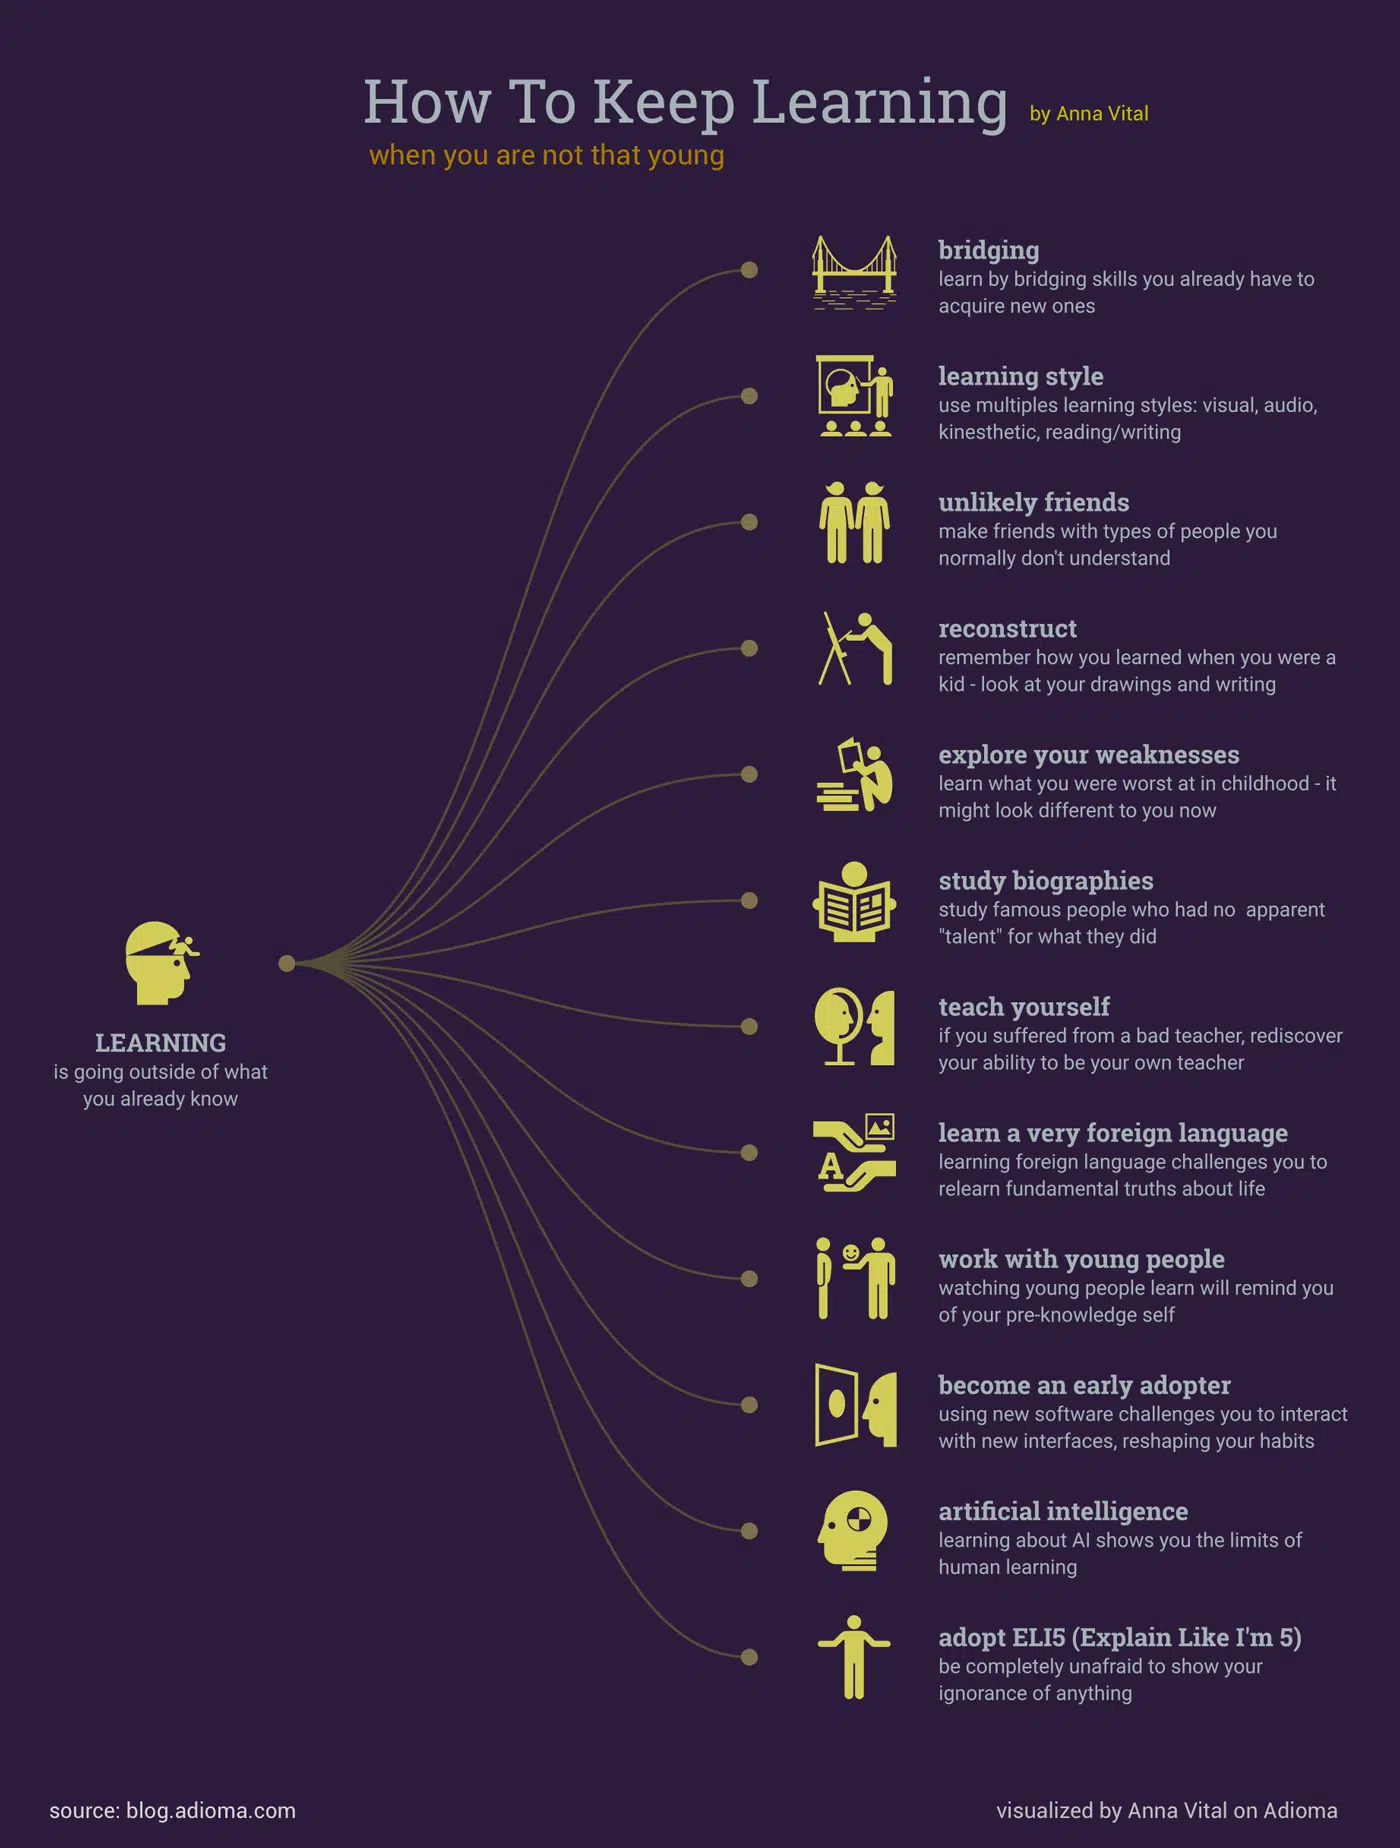 How To Keep Learning by Anna Vital
when you are not that young
bridging
learn by bridging skills you already have to
acquire new ones
learning style
use multiples learning styles: visual, audio,
kinesthetic, reading/writing
unlikely friends
make friends with types of people you
normally don't understand
reconstruct
remember how you learned when you were a
kid - look at your drawings and writing
explore your weaknesses
learn what you were worst at in childhood - it
might look different to you now
study biographies
study famous people who had no  apparent
"talent" for what they did
LEARNING
is going outside of what
you already know
teach yourself
if you suffered from a bad teacher, rediscover
your ability to be your own teacher
learn a very foreign language
learning foreign language challenges you to
relearn fundamental truths about life
A
work with young people
watching young people learn will remind you
of your pre-knowledge self
become an early adopter
using new software challenges you to interact
with new interfaces, reshaping your habits
artificial intelligence
learning about AI shows you the limits of
human learning
adopt ELI5 (Explain Like I'm 5)
be completely unafraid to show your
ignorance of anything
source: blog.adioma.com
visualized by Anna Vital on Adioma